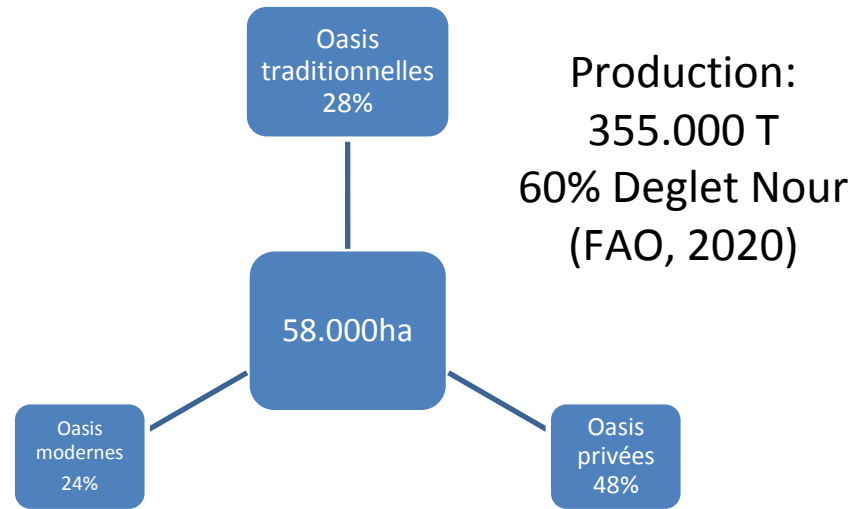 Oasis
traditionnelles
28%
Production:
355.000 T
60% Deglet Nour
(FAO, 2020)
58.000ha
Oasis
modernes
24%
Oasis
privées
48%